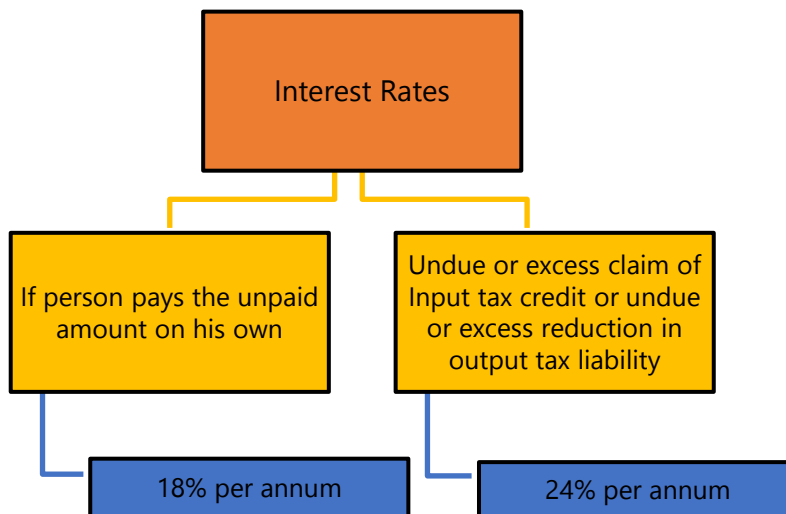 Interest Rates
If person pays the unpaid
amount on his own
Undue or excess claim of
Input tax credit or undue
or excess reduction in
output tax liability
18% per annum
24% per annum